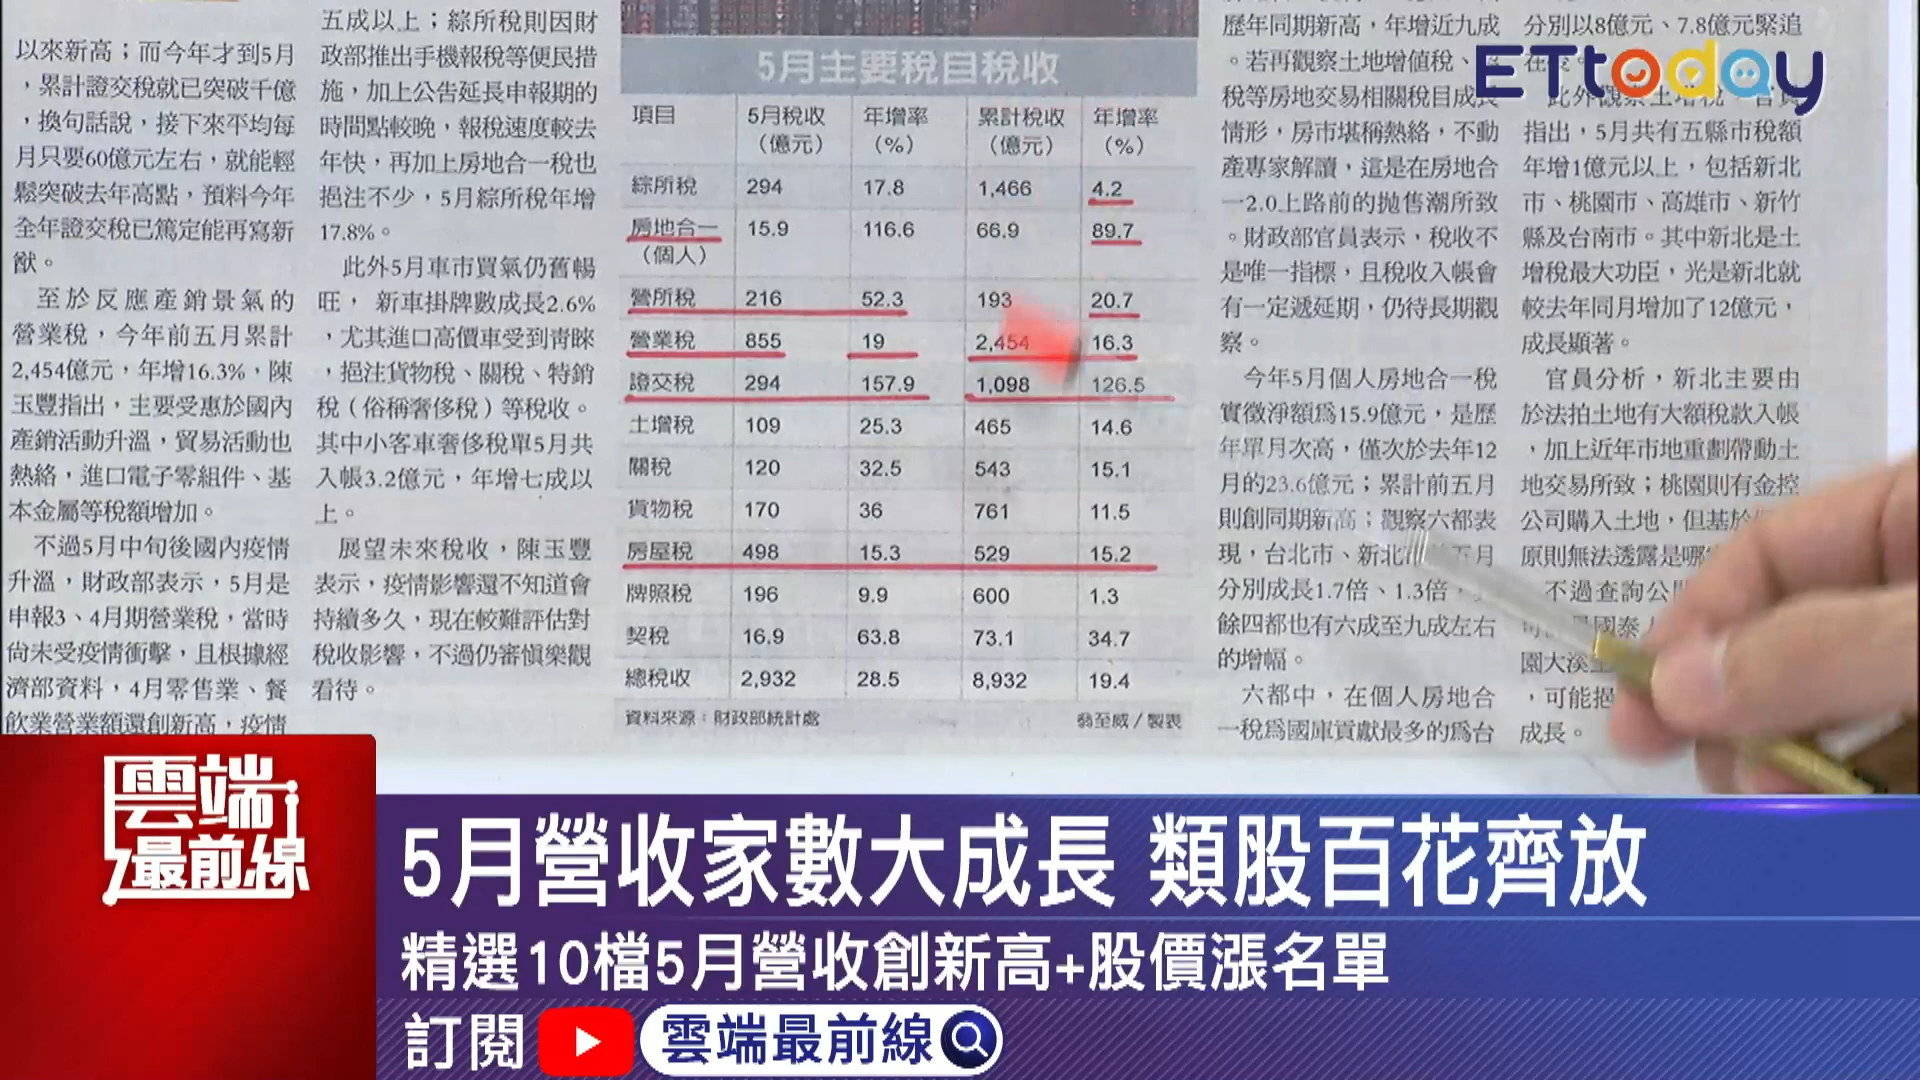 以來新高；而今年才到5月
，累計證交稅就已突破千億
，換句話說，接下來平均每
月只要60億元左右，就能輕
鬆突破去年高點，預料今年
全年證交稅已篤定能再寫新
猷。
至於反應產銷景氣的
營業稅，今年前五月累計
2,454億元，年增16.3%，陳
玉豐指出，主要受惠於國內
產銷活動升溫，貿易活動也
熱絡，進口電子零組件、基
本金屬等稅額增加。
不過5月中旬後國內疫情
升溫，財政部表示，5月是
申報3、4月期營業稅，當時
尚未受疫情衝擊，且根據經
濟部資料，4月零售業、餐
飲業營業額還創新高，疫情
五成以上；綜所稅則因財
政部推出手機報稅等便民措
施，加上公告延長申報期的
時間點較晚，報稅速度較去
年快，再加上房地合一稅也
挹注不少，5月綜所稅年增
17.8%。
此外5月車市買氣仍舊暢
旺，新車掛牌數成長2.6%
，尤其進口高價車受到青睞
，挹注貨物稅、關稅、特銷
稅（俗稱奢侈稅）等稅收。
其中小客車奢侈稅單5月共
入帳3.2億元，年增七成以
上。
展望未來稅收，陳玉豐
表示，疫情影響還不知道會
持續多久，現在較難評估對
稅收影響，不過仍審慎樂觀
看待。
5月主要稅目稅收
項目 5月稅收（億元） 年增率（%） 累計稅收（億元） 年增率（%）
綜所稅 294 17.8 1,466 4.2
房地合一（個人） 15.9 116.6 66.9 89.7
營所稅 216 52.3 193 20.7
營業稅 855 19 2,454 16.3
證交稅 294 157.9 1,098 126.5
土增稅 109 25.3 465 14.6
關稅 120 32.5 543 15.1
貨物稅 170 36 761 11.5
房屋稅 498 15.3 529 15.2
牌照稅 196 9.9 600 1.3
契稅 16.9 63.8 73.1 34.7
總稅收 2,932 28.5 8,932 19.4
資料來源：財政部統計處 翁至威／製表
歷年同期新高，年增近九成
。若再觀察土地增值稅、
稅等房地交易相關稅目成長
情形，房市堪稱熱絡，不動
產專家解讀，這是在房地合
一2.0上路前的拋售潮所致
。財政部官員表示，稅收不
是唯一指標，且稅收入帳會
有一定遞延期，仍待長期觀
察。
今年5月個人房地合一稅
實徵淨額為15.9億元，是歷
年單月次高，僅次於去年12
月的23.6億元；累計前五月
則創同期新高；觀察六都表
現，台北市、新北 五月
分別成長1.7倍、1.3倍，
餘四都也有六成至九成左右
的增幅。
六都中，在個人房地合
一稅為國庫貢獻最多的為台
分別以8億元、7.8億元緊追
在
此外觀察土增稅
指出，5月共有五縣市稅額
年增1億元以上，包括新北
市、桃園市、高雄市、新竹
縣及台南市。其中新北是土
增稅最大功臣，光是新北就
較去年同月增加了12億元，
成長顯著。
官員分析，新北主要由
於法拍土地有大額稅款入帳
，加上近年市地重劃帶動土
地交易所致；桃園則有金控
公司購入土地，但基於
原則無法透露是哪
不過查詢公
國泰
園大溪
，可能挹
成長。
ETtoday
雲端最前線
5月營收家數大成長 類股百花齊放
精選10檔5月營收創新高+股價漲名單
訂閱 雲端最前線